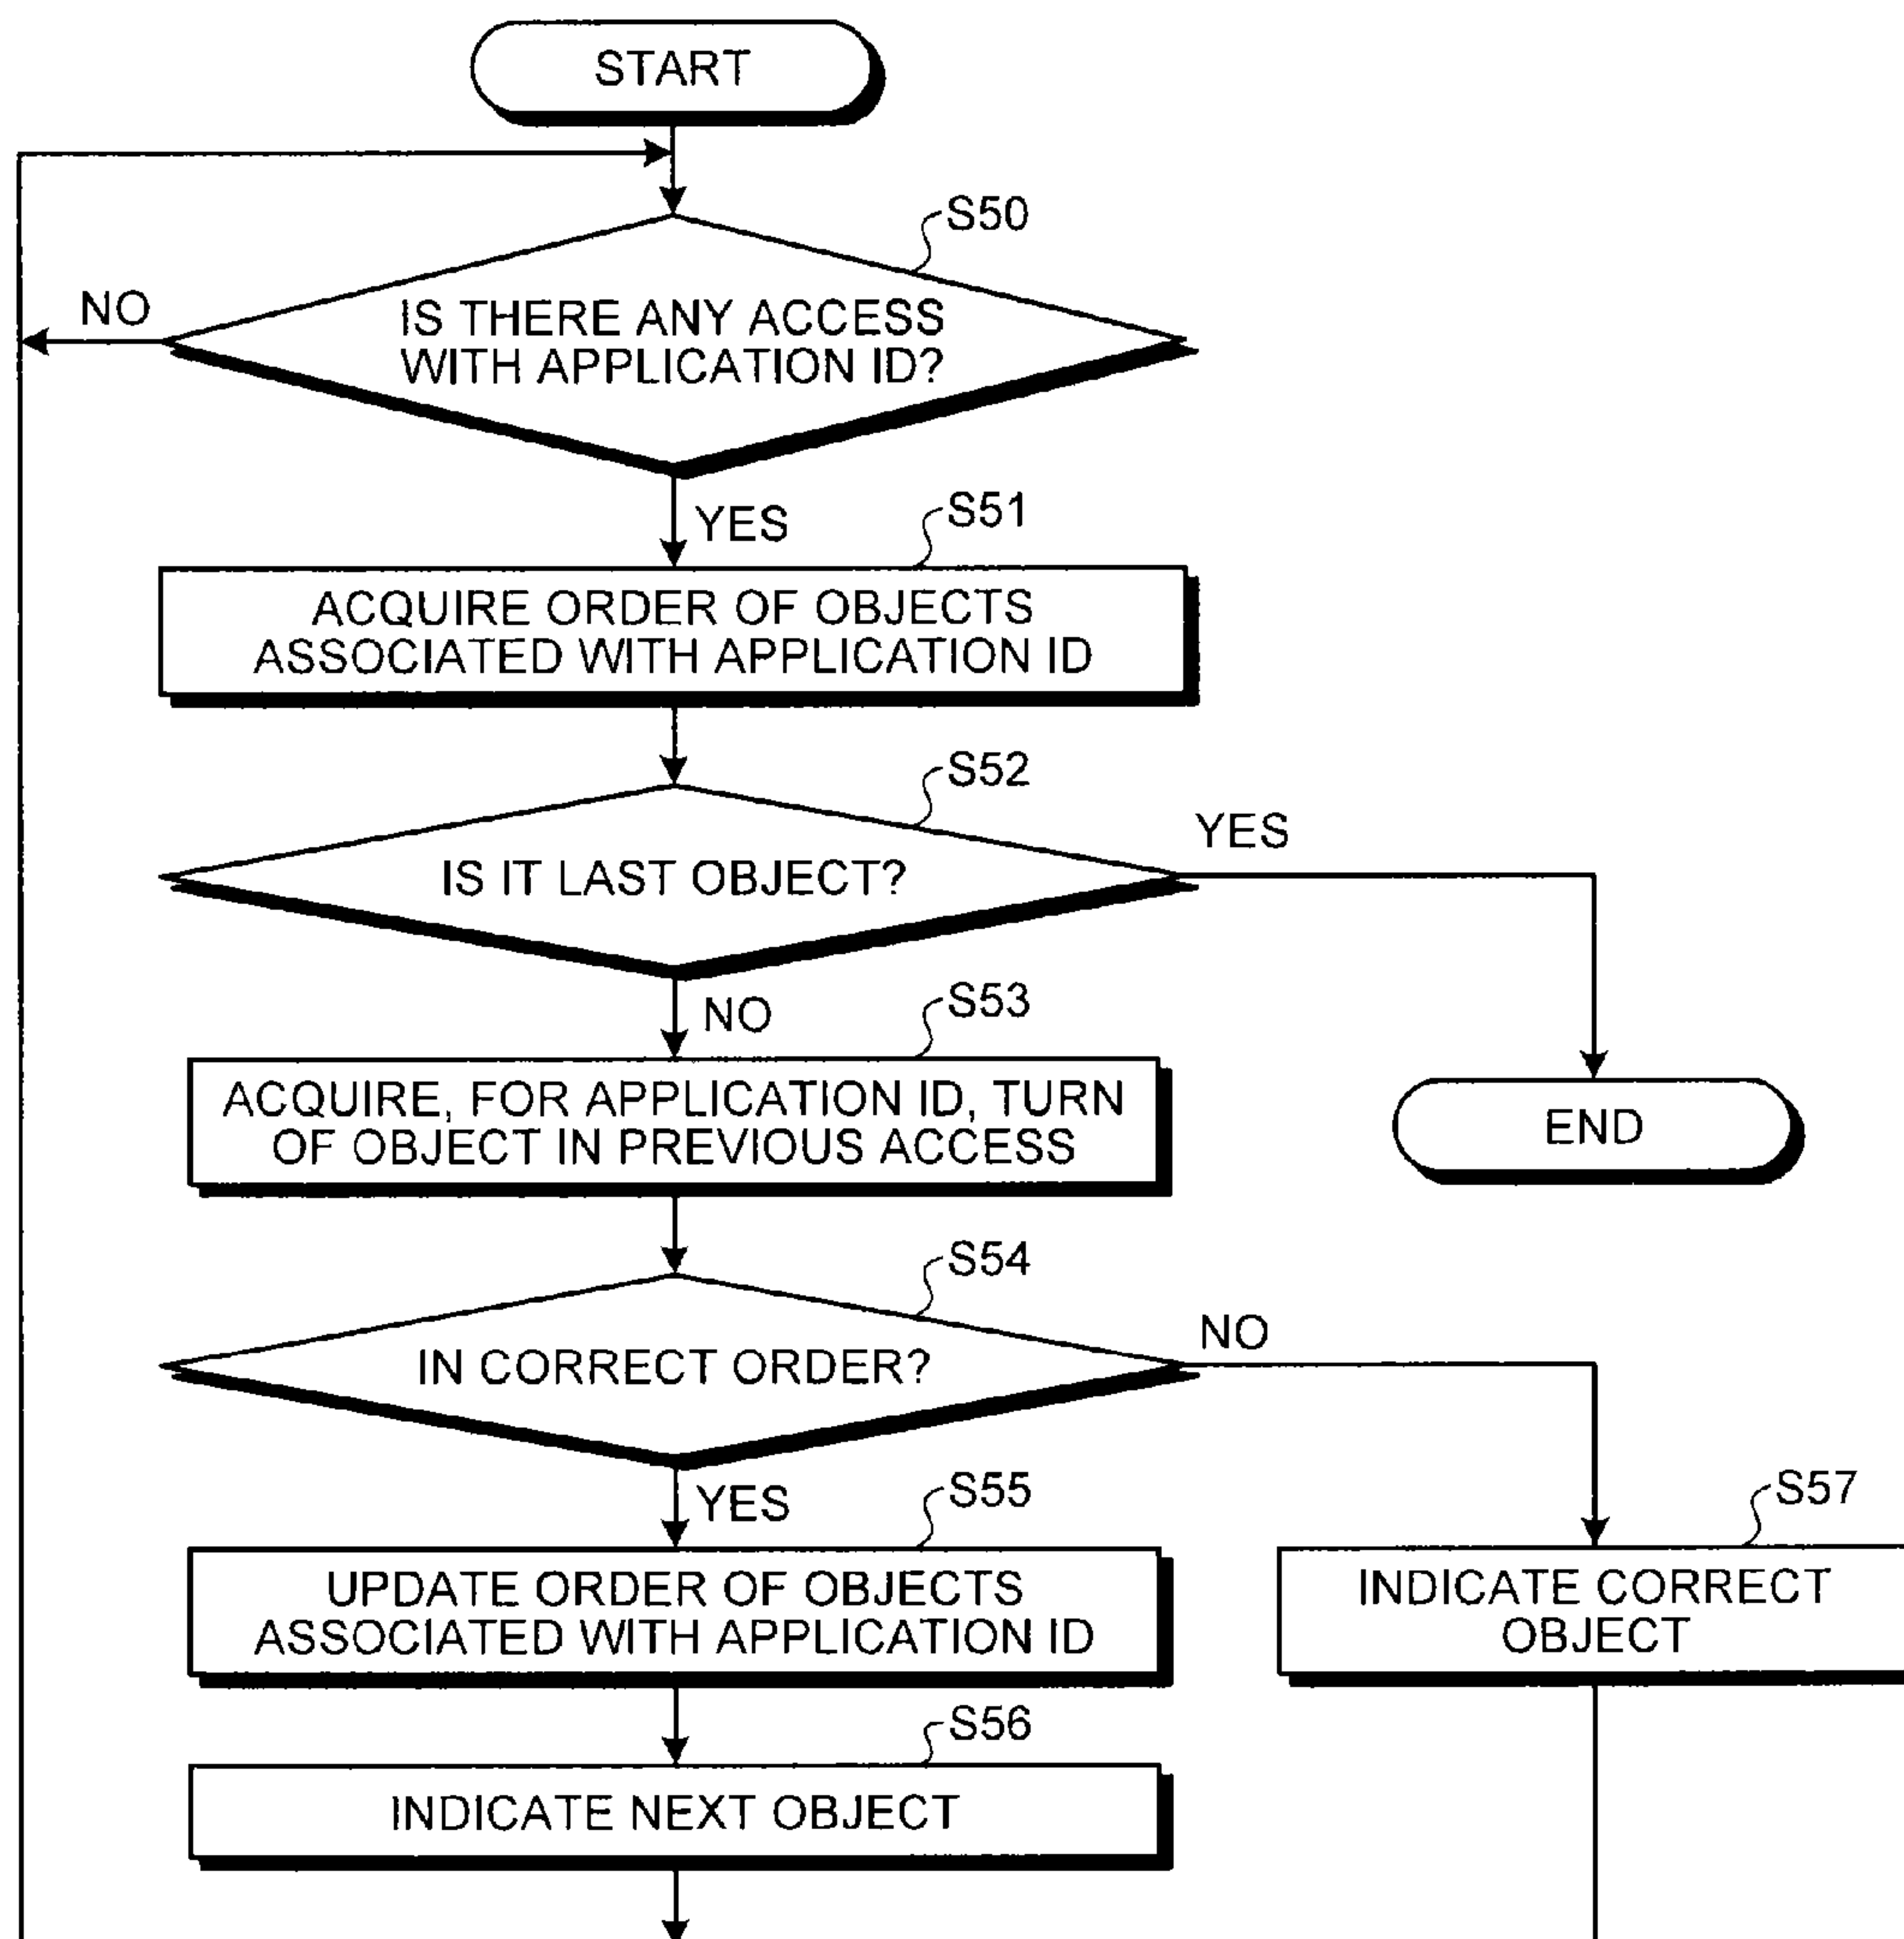 START
S50
NO
IS THERE ANY ACCESS
WITH APPLICATION ID?
YES
S51
ACQUIRE ORDER OF OBJECTS
ASSOCIATED WITH APPLICATION ID
S52
YES
IS IT LAST OBJECT?
NO
S53
ACQUIRE, FOR APPLICATION ID, TURN
OF OBJECT IN PREVIOUS ACCESS
END
S54
NO
IN CORRECT ORDER?
YES
S55
S57
UPDATE ORDER OF OBJECTS
ASSOCIATED WITH APPLICATION ID
INDICATE CORRECT
OBJECT
S56
INDICATE NEXT OBJECT